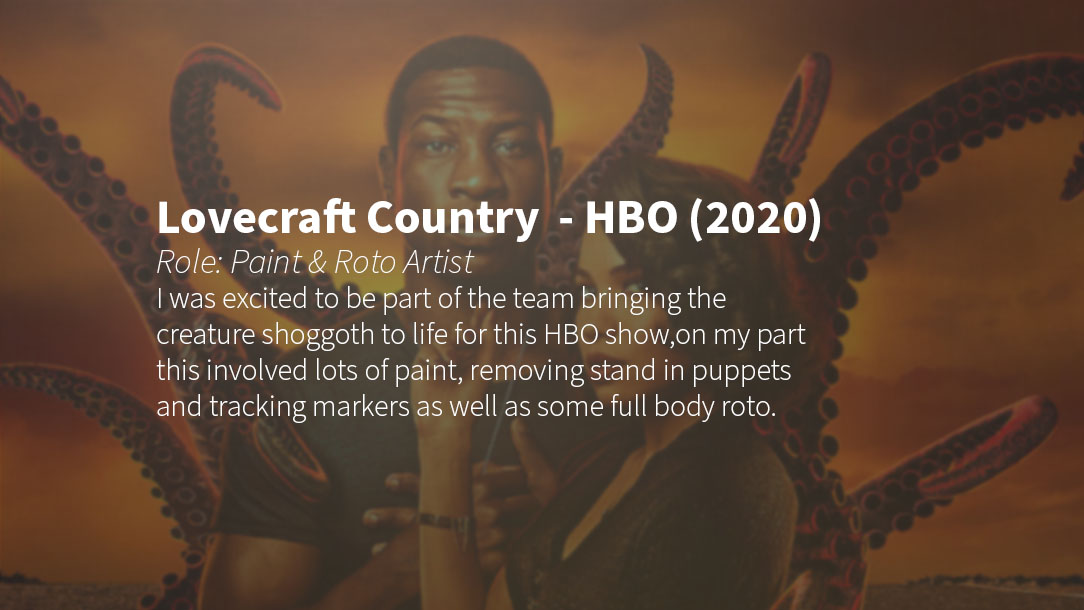 Lovecraft Country  - HBO (2020)
Role: Paint & Roto Artist
I was excited to be part of the team bringing the
creature shoggoth to life for this HBO show,on my part
this involved lots of paint, removing stand in puppets
and tracking markers as well as some full body roto.